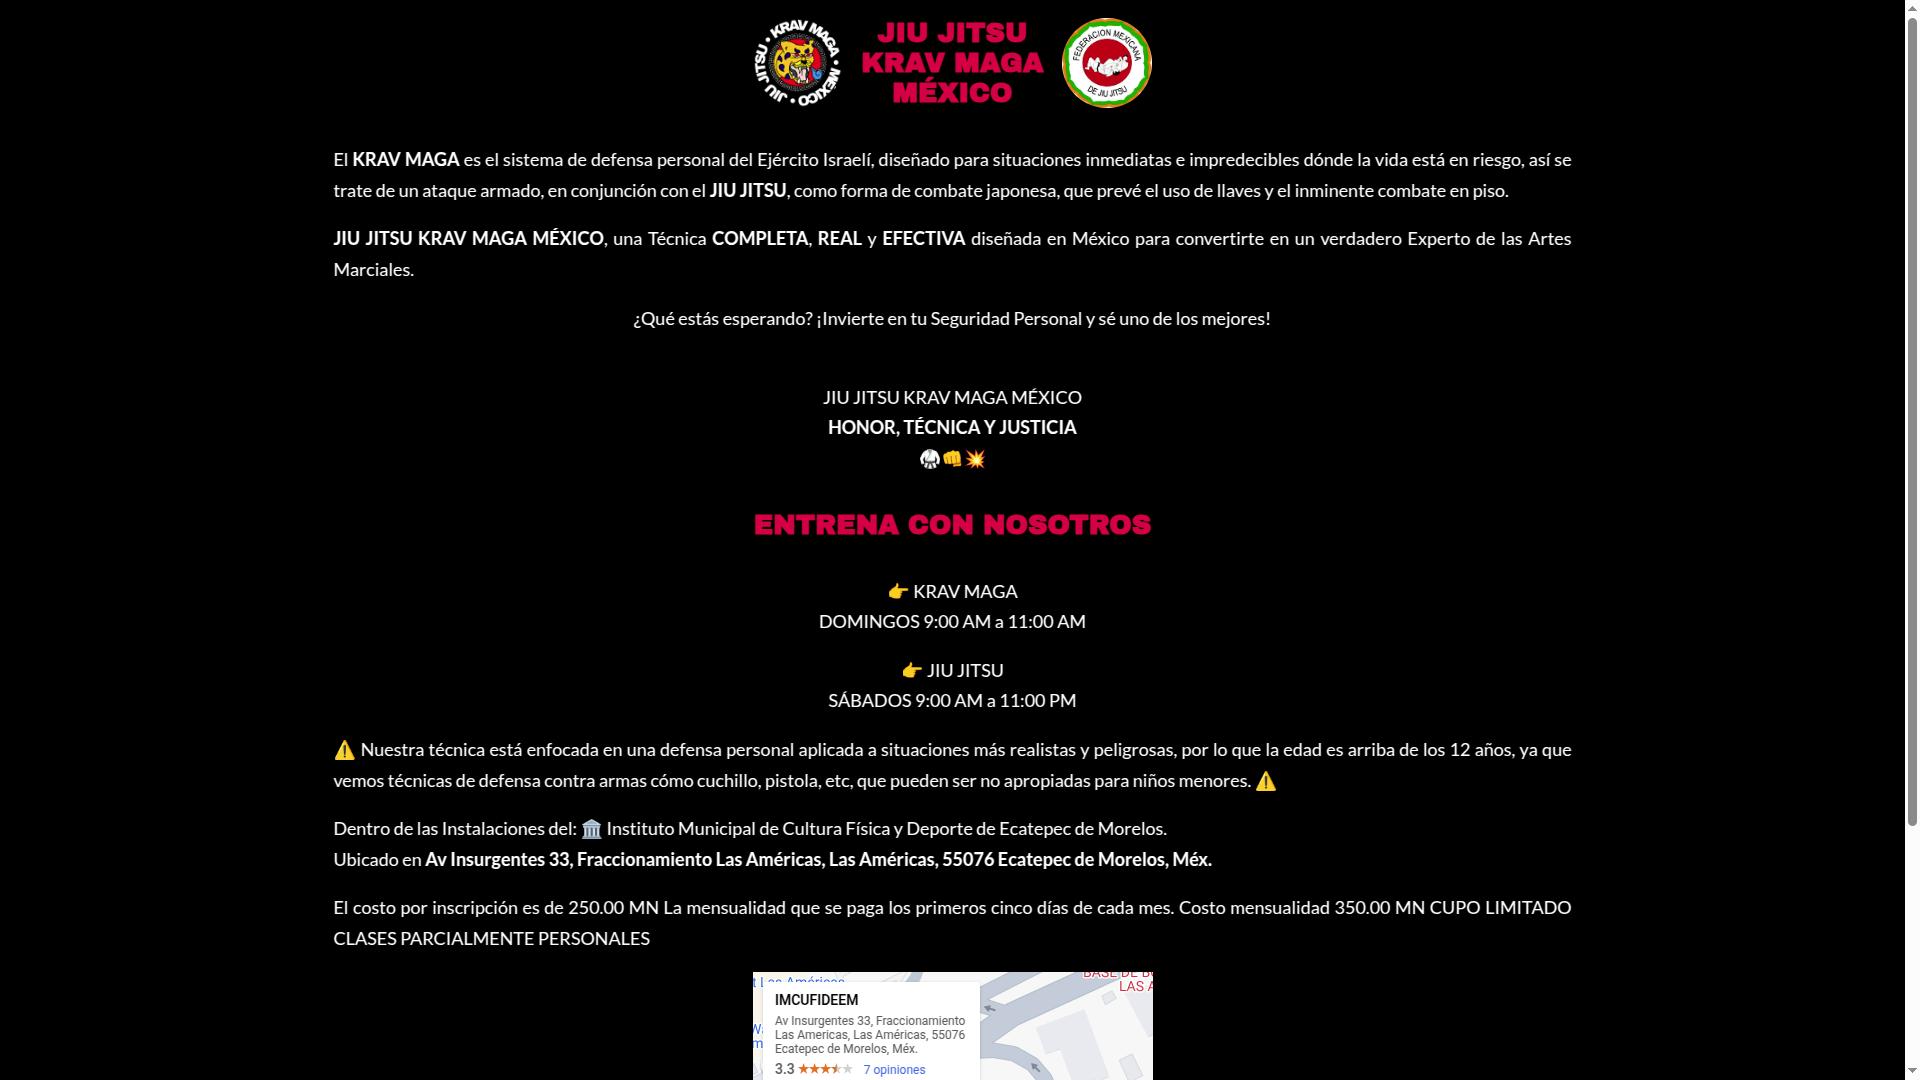 • KRAV MAGA • MÉXICO • JIU JITSU
JIU JITSU
KRAV MAGA
MÉXICO
FEDERACION MEXICANA
DE JIU JITSU
El KRAV MAGA es el sistema de defensa personal del Ejército Israelí, diseñado para situaciones inmediatas e impredecibles dónde la vida está en riesgo, así se
trate de un ataque armado, en conjunción con el JIU JITSU, como forma de combate japonesa, que prevé el uso de llaves y el inminente combate en piso.
JIU JITSU KRAV MAGA MÉXICO, una Técnica COMPLETA, REAL y EFECTIVA diseñada en México para convertirte en un verdadero Experto de las Artes
Marciales.
¿Qué estás esperando? ¡Invierte en tu Seguridad Personal y sé uno de los mejores!
JIU JITSU KRAV MAGA MÉXICO
HONOR, TÉCNICA Y JUSTICIA
🥋👊💥
ENTRENA CON NOSOTROS
👉 KRAV MAGA
DOMINGOS 9:00 AM a 11:00 AM
👉 JIU JITSU
SÁBADOS 9:00 AM a 11:00 PM
⚠️ Nuestra técnica está enfocada en una defensa personal aplicada a situaciones más realistas y peligrosas, por lo que la edad es arriba de los 12 años, ya que
vemos técnicas de defensa contra armas cómo cuchillo, pistola, etc, que pueden ser no apropiadas para niños menores. ⚠️
Dentro de las Instalaciones del: 🏛️ Instituto Municipal de Cultura Física y Deporte de Ecatepec de Morelos.
Ubicado en Av Insurgentes 33, Fraccionamiento Las Américas, Las Américas, 55076 Ecatepec de Morelos, Méx.
El costo por inscripción es de 250.00 MN La mensualidad que se paga los primeros cinco días de cada mes. Costo mensualidad 350.00 MN CUPO LIMITADO
CLASES PARCIALMENTE PERSONALES
IMCUFIDEEM
Av Insurgentes 33, Fraccionamiento
Las Americas, Las Américas, 55076
Ecatepec de Morelos, Méx.
3.3 7 opiniones